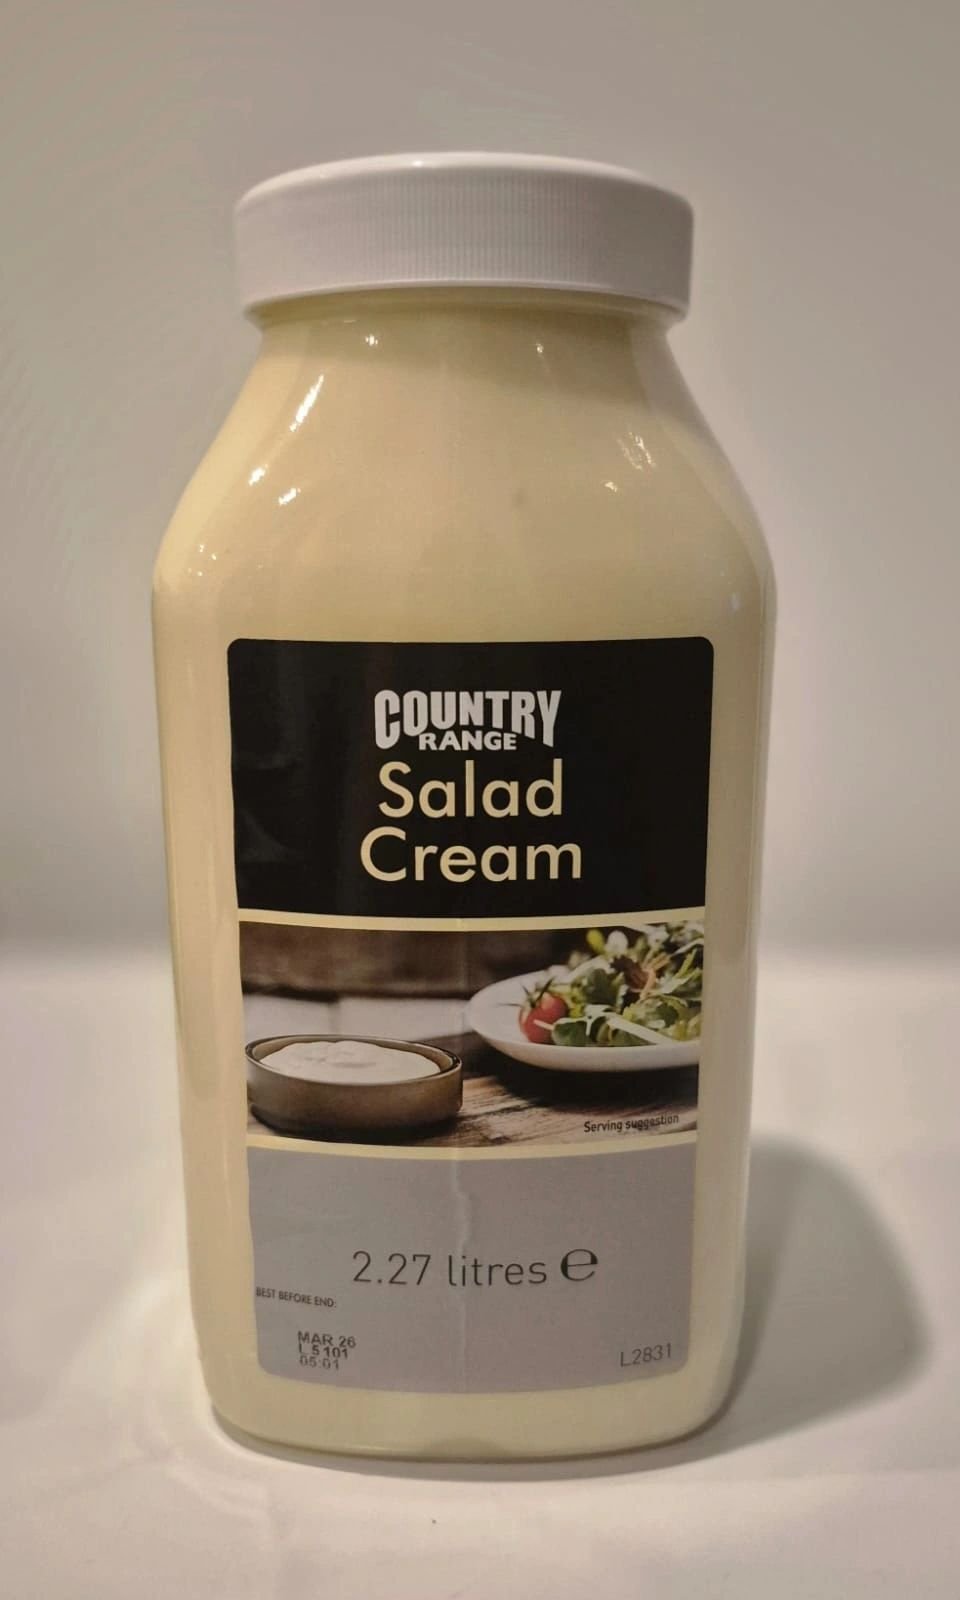 COUNTRY
RANGE
Salad
Cream
Serving suggestion
2.27 litres e
BEST BEFORE END:
MAR 26
L 5 101
05:01
L2831